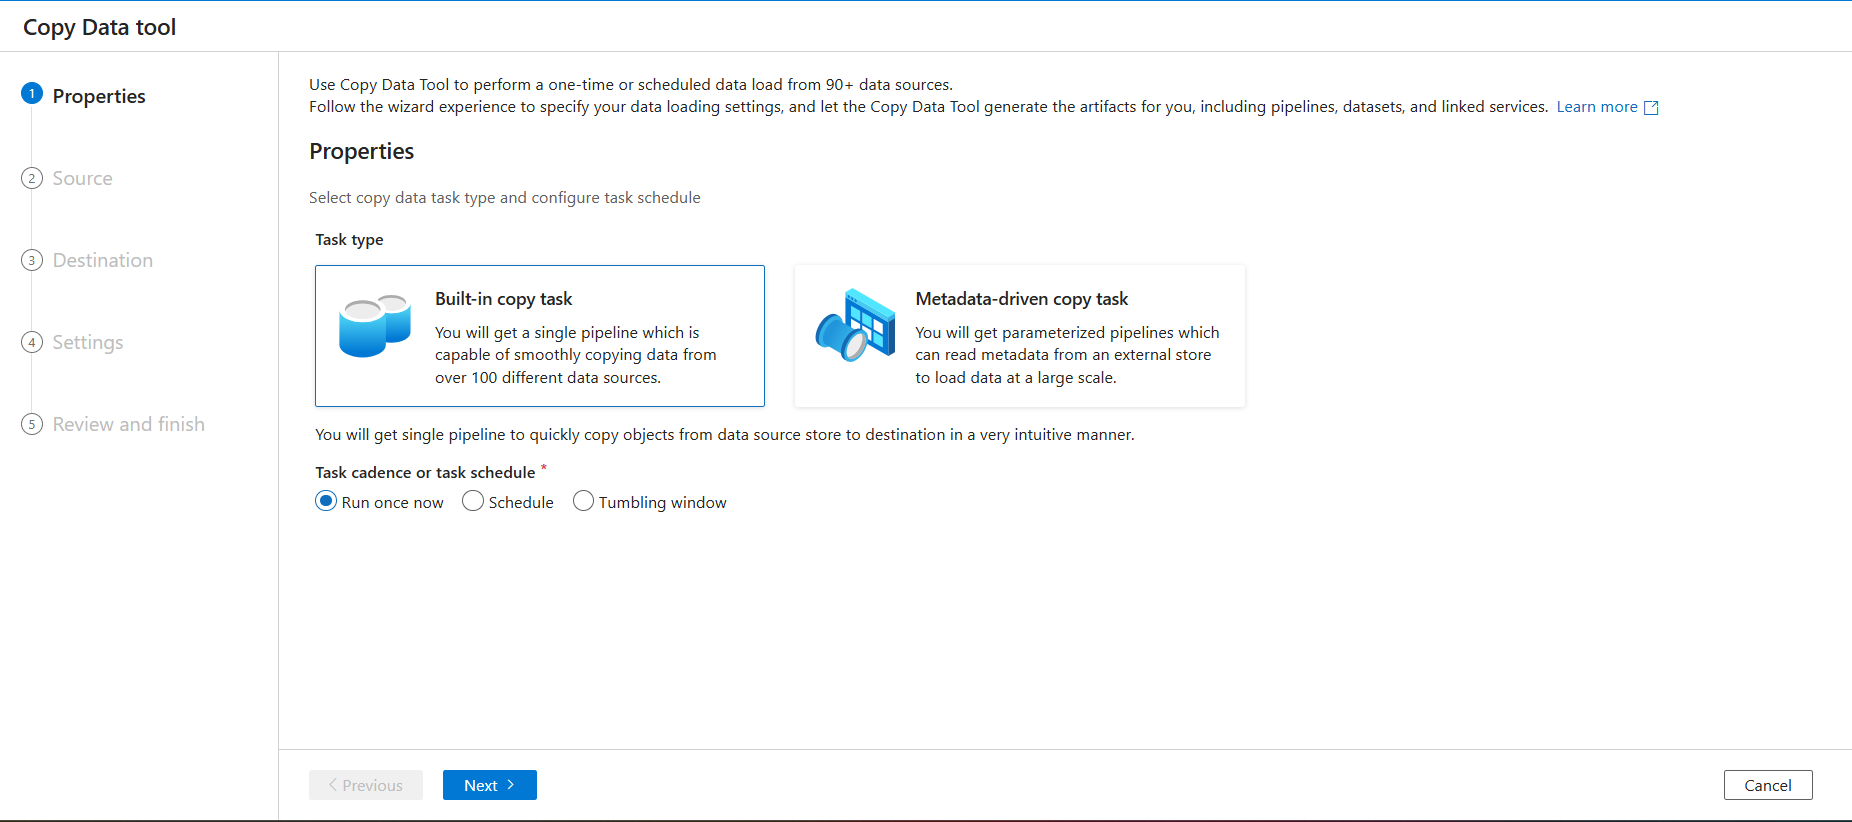 Copy Data tool
1 Properties
2 Source
3 Destination
4 Settings
5 Review and finish
Use Copy Data Tool to perform a one-time or scheduled data load from 90+ data sources.
Follow the wizard experience to specify your data loading settings, and let the Copy Data Tool generate the artifacts for you, including pipelines, datasets, and linked services. Learn more
Properties
Select copy data task type and configure task schedule
Task type
Built-in copy task
You will get a single pipeline which is
capable of smoothly copying data from
over 100 different data sources.
Metadata-driven copy task
You will get parameterized pipelines which
can read metadata from an external store
to load data at a large scale.
You will get single pipeline to quickly copy objects from data source store to destination in a very intuitive manner.
Task cadence or task schedule *
Run once now Schedule Tumbling window
< Previous Next > Cancel